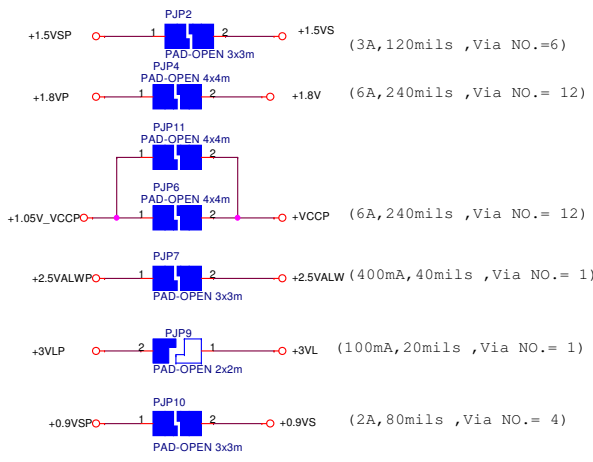 PJP2
+1.5VSP 1 2 +1.5VS (3A,120mils ,Via NO.=6)
PAD-OPEN 3x3m
PJP4
PAD-OPEN 4x4m
+1.8VP 1 2 +1.8V (6A,240mils ,Via NO.= 12)
PJP11
1 2
PAD-OPEN 4x4m
PJP6
PAD-OPEN 4x4m
+1.05V_VCCP 1 2 +VCCP (6A,240mils ,Via NO.= 12)
PJP7
+2.5VALWP 1 2 +2.5VALW (400mA,40mils ,Via NO.= 1)
PAD-OPEN 3x3m
PJP9
+3VLP 2 1 +3VL (100mA,20mils ,Via NO.= 1)
PAD-OPEN 2x2m
PJP10
+0.9VSP 1 2 +0.9VS (2A,80mils ,Via NO.= 4)
PAD-OPEN 3x3m